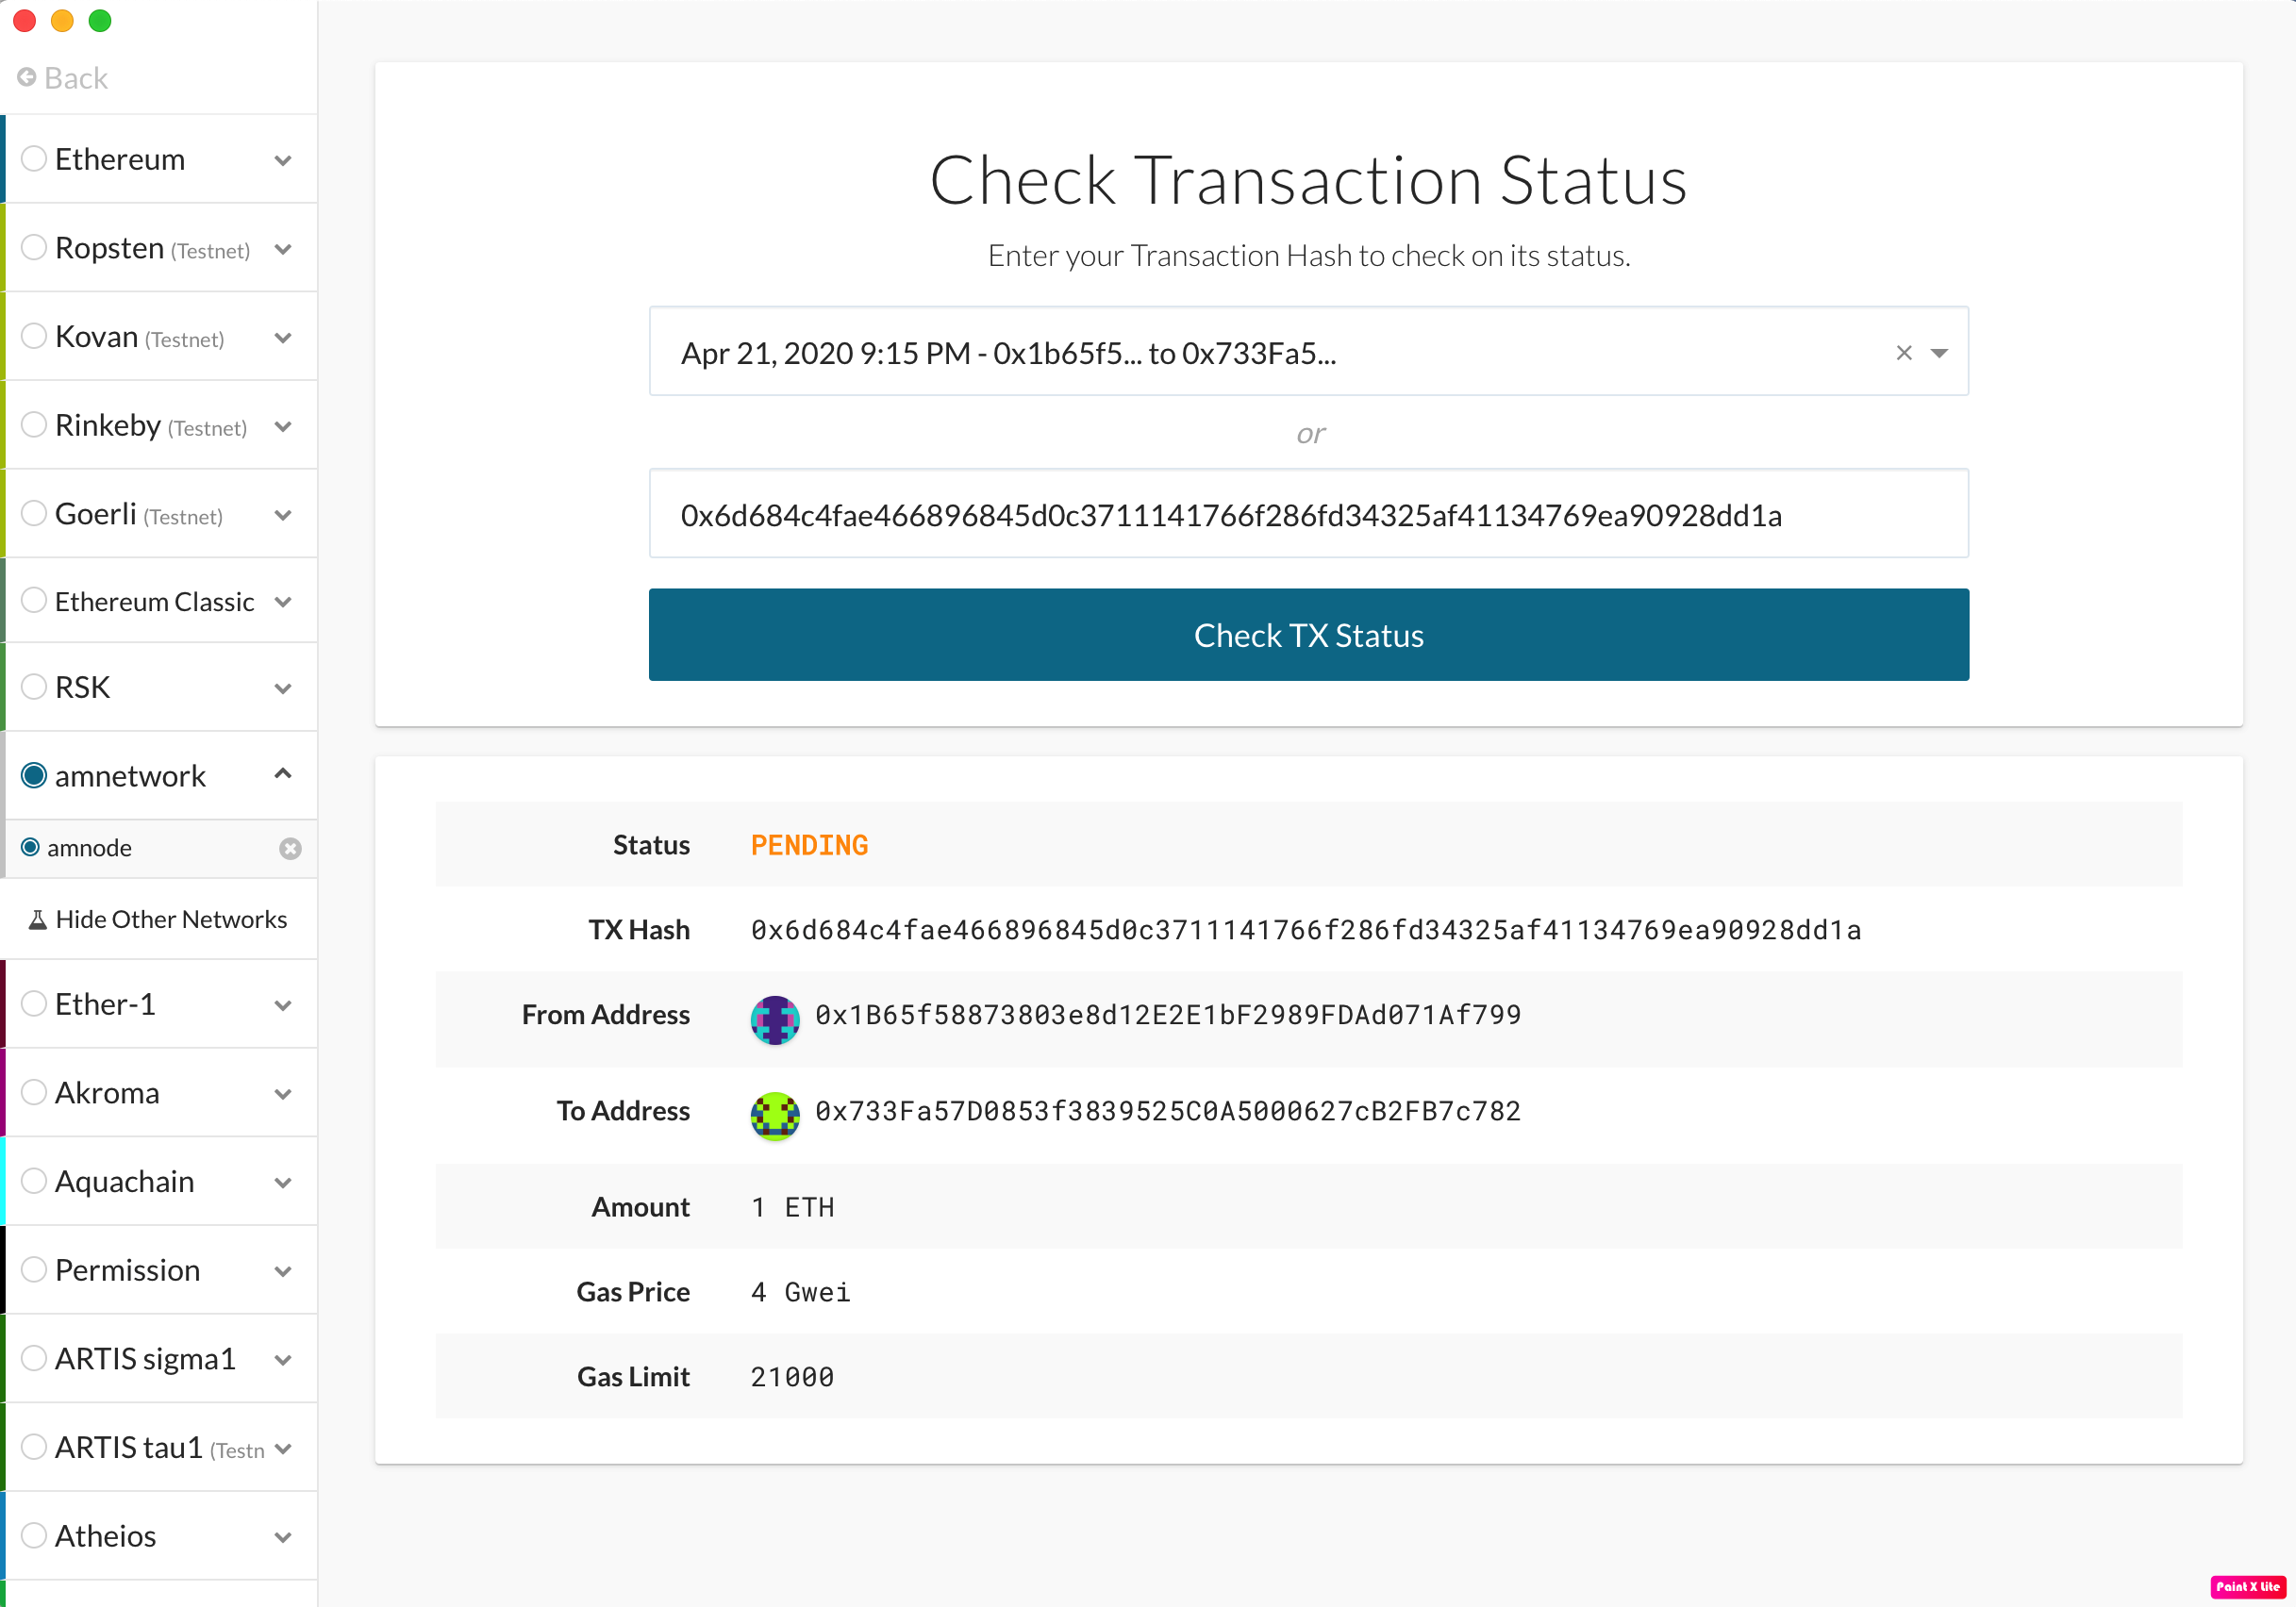 Back
Ethereum
Ropsten (Testnet)
Kovan (Testnet)
Rinkeby (Testnet)
Goerli (Testnet)
Ethereum Classic
RSK
amnetwork
amnode
Hide Other Networks
Ether-1
Akroma
Aquachain
Permission
ARTIS sigma1
ARTIS tau1 (Testn
Atheios
Check Transaction Status
Enter your Transaction Hash to check on its status.
Apr 21, 2020 9:15 PM - 0x1b65f5... to 0x733Fa5...
or
0x6d684c4fae466896845d0c3711141766f286fd34325af41134769ea90928dd1a
Check TX Status
Status PENDING
TX Hash 0x6d684c4fae466896845d0c3711141766f286fd34325af41134769ea90928dd1a
From Address 0x1B65f58873803e8d12E2E1bF2989FDAd071Af799
To Address 0x733Fa57D0853f3839525C0A5000627cB2FB7c782
Amount 1 ETH
Gas Price 4 Gwei
Gas Limit 21000
Paint X Lite